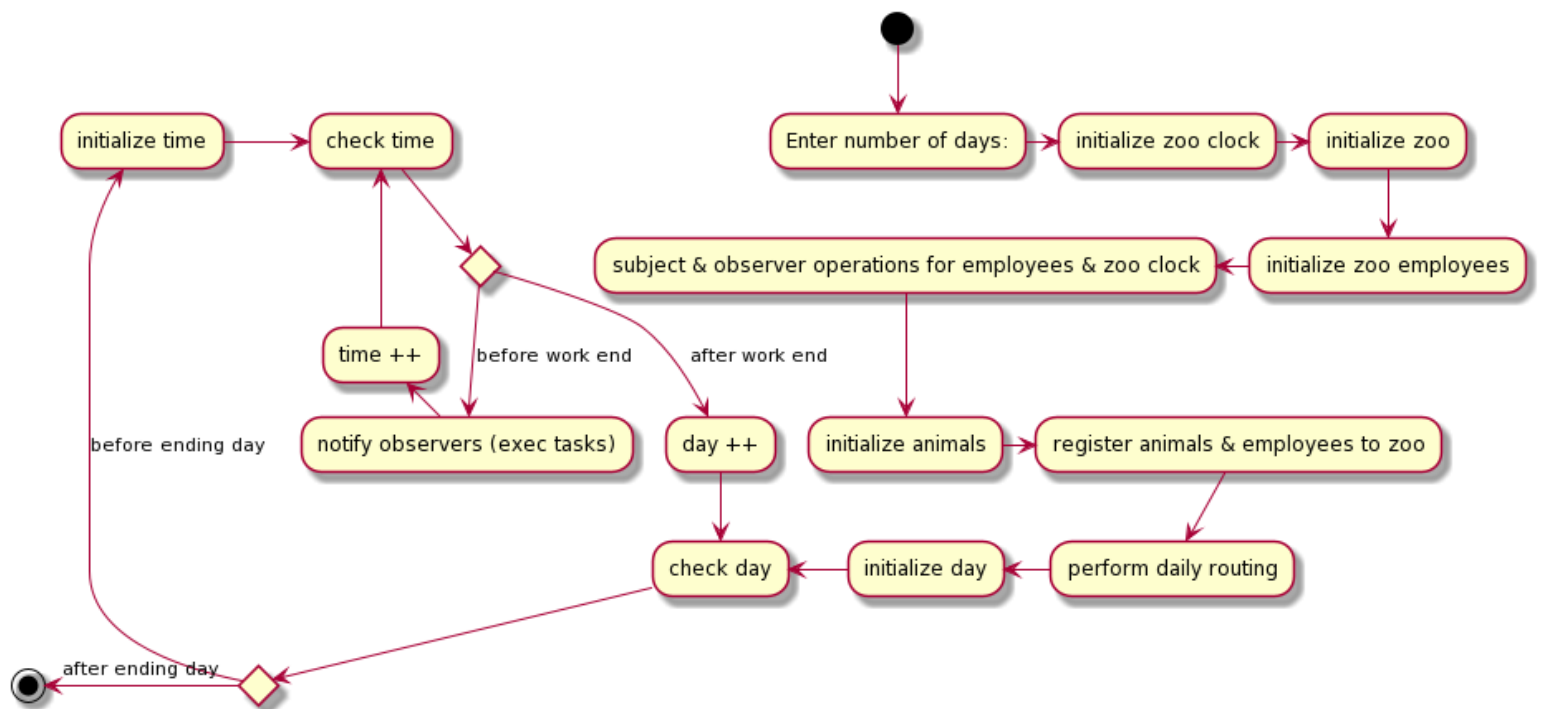 initialize time
check time
Enter number of days:
initialize zoo clock
initialize zoo
subject & observer operations for employees & zoo clock
initialize zoo employees
time ++
before work end
after work end
before ending day
notify observers (exec tasks)
day ++
initialize animals
register animals & employees to zoo
check day
initialize day
perform daily routing
after ending day